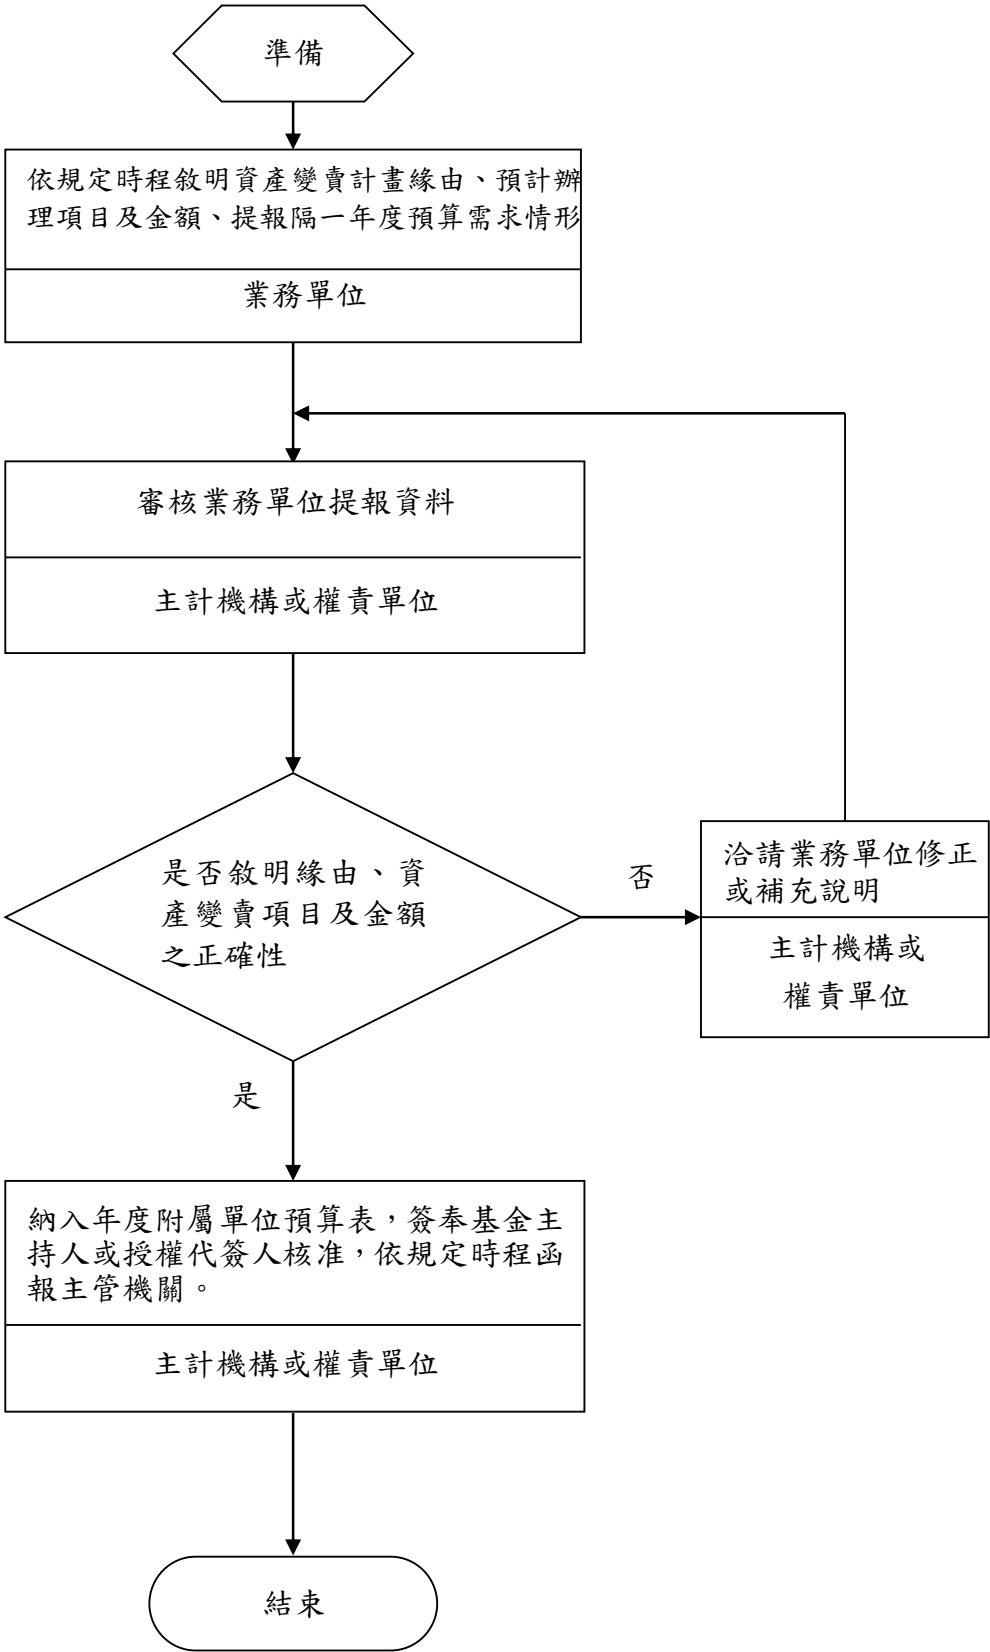 準備
依規定時程敘明資產變賣計畫緣由、預計辦
理項目及金額、提報隔一年度預算需求情形
業務單位
審核業務單位提報資料
主計機構或權責單位
是否敘明緣由、資
產變賣項目及金額
之正確性
否
洽請業務單位修正
或補充說明
主計機構或
權責單位
是
納入年度附屬單位預算表，簽奉基金主
持人或授權代簽人核准，依規定時程函
報主管機關。
主計機構或權責單位
結束